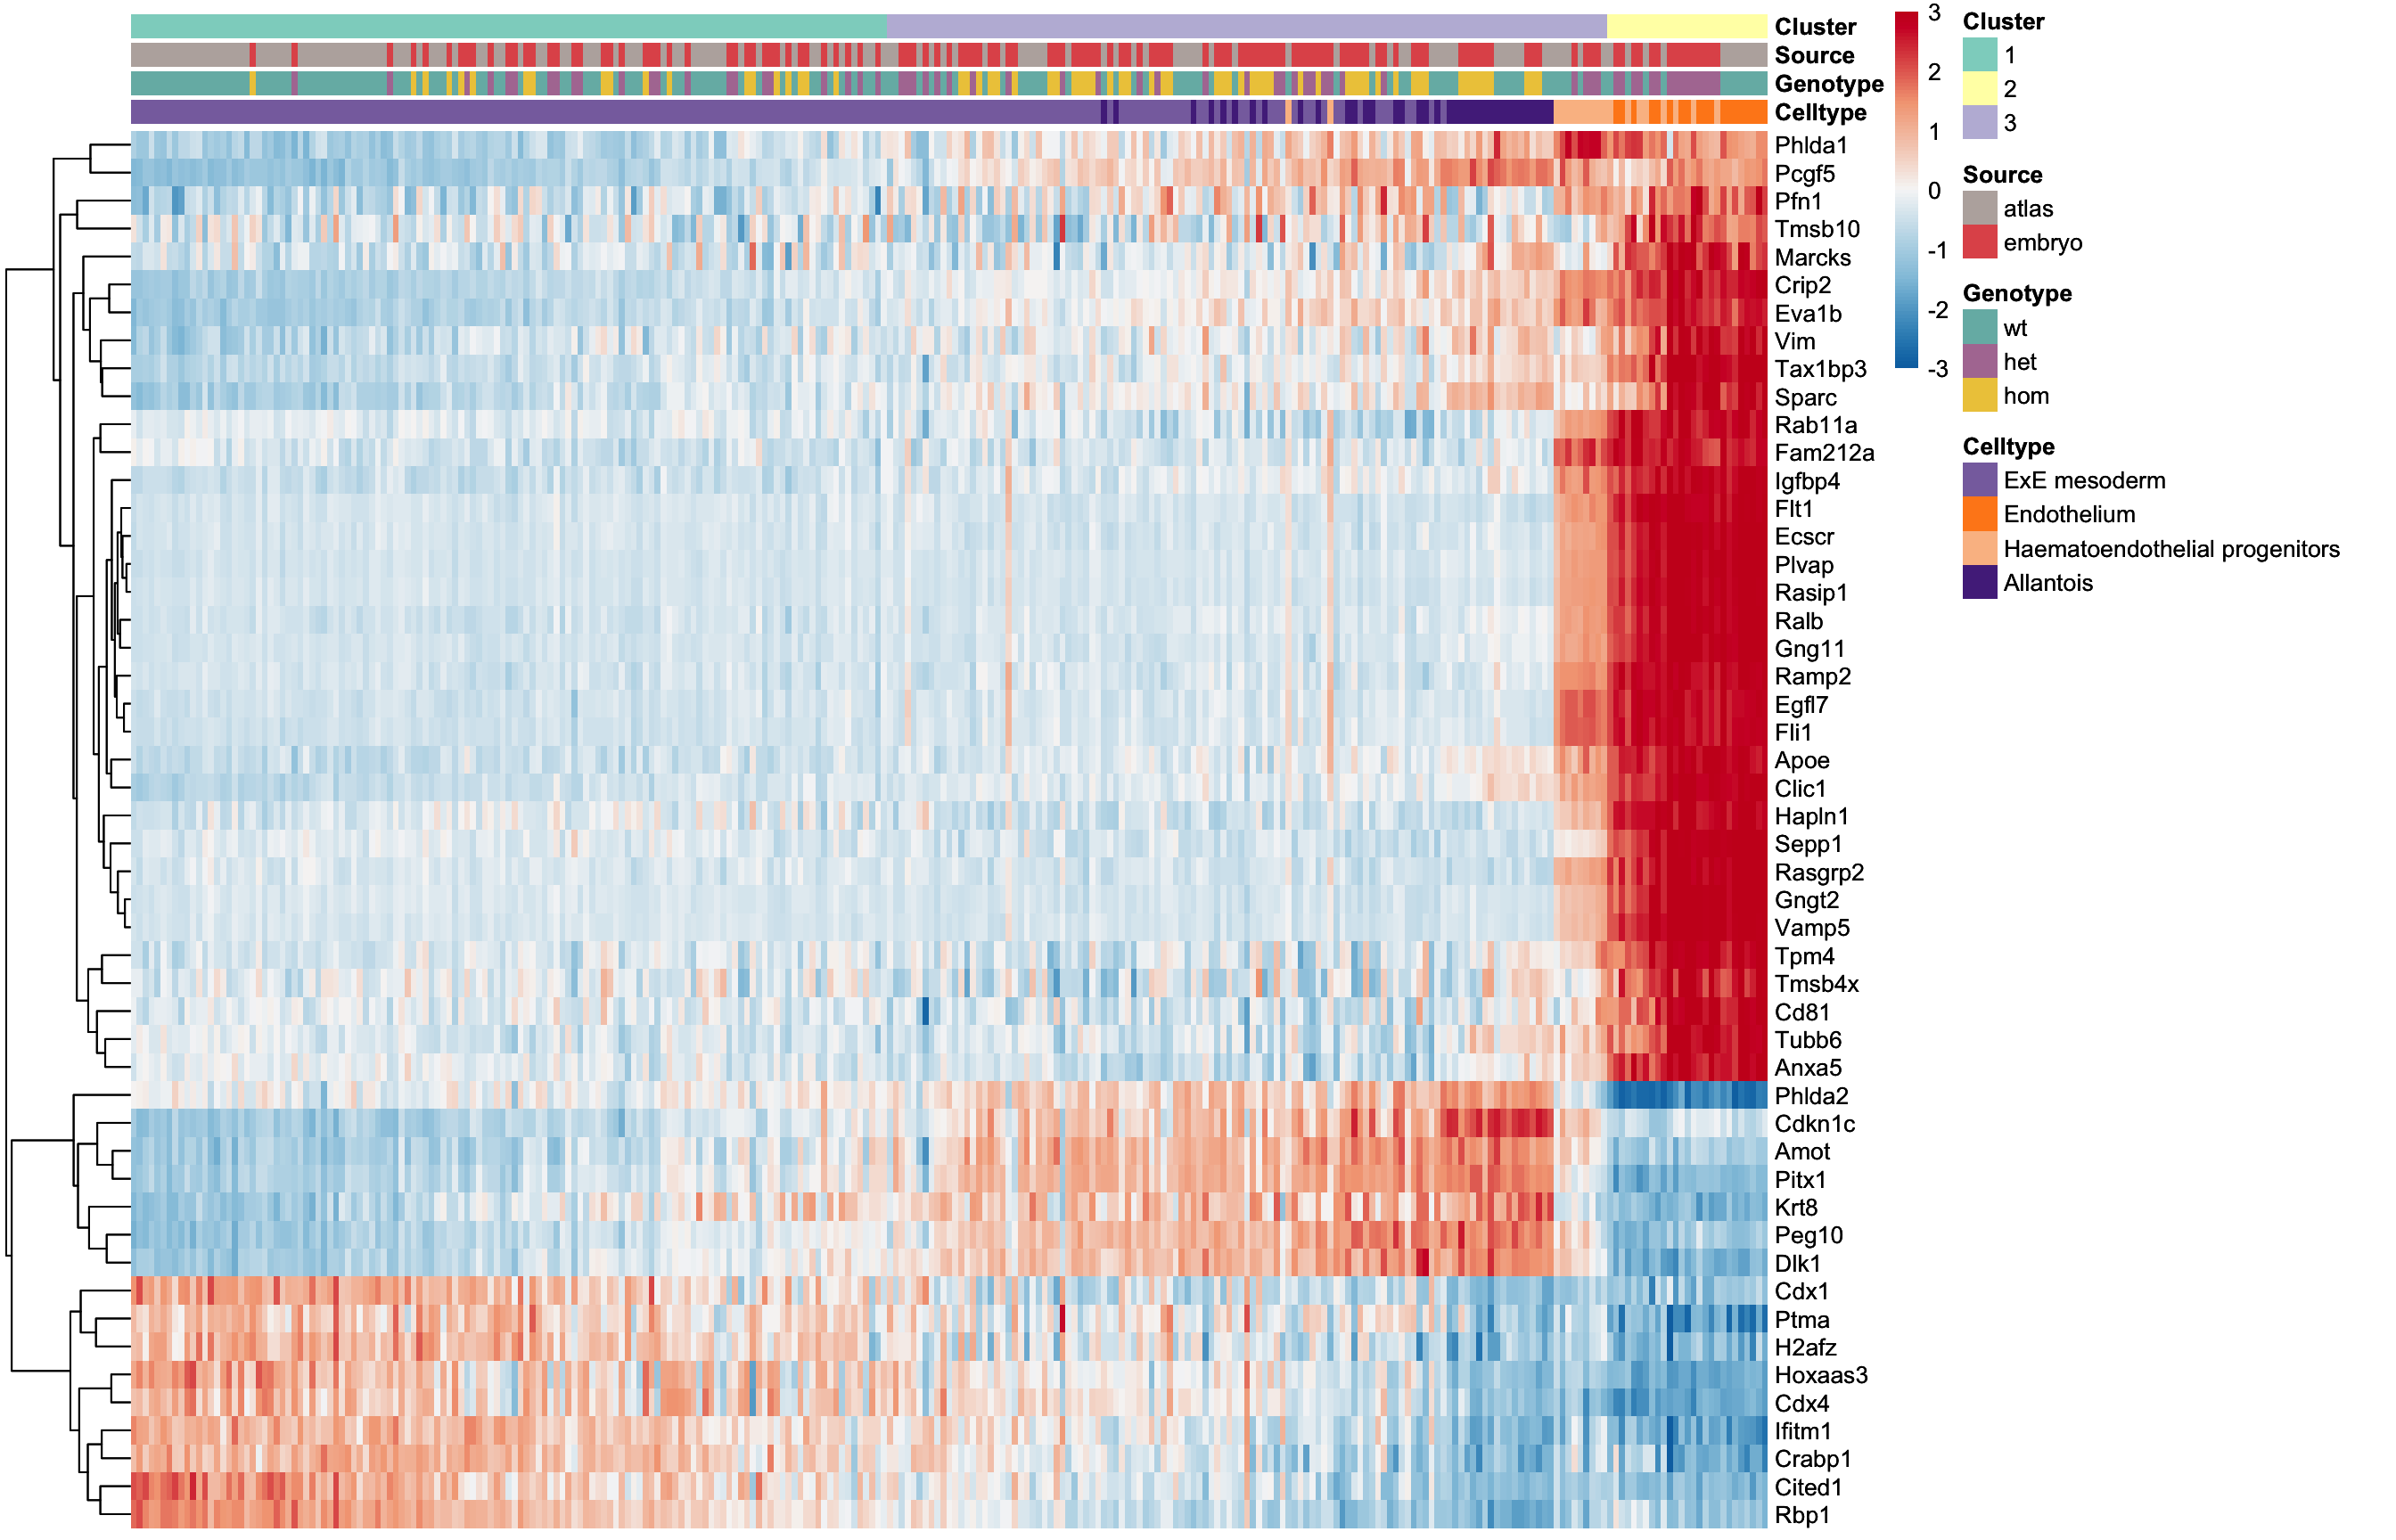 Cluster
Source
Genotype
Celltype
Phlda1
Pcgf5
Pfn1
Tmsb10
Marcks
Crip2
Eva1b
Vim
Tax1bp3
Sparc
Rab11a
Fam212a
Igfbp4
Flt1
Ecscr
Plvap
Rasip1
Ralb
Gng11
Ramp2
Egfl7
Fli1
Apoe
Clic1
Hapln1
Sepp1
Rasgrp2
Gngt2
Vamp5
Tpm4
Tmsb4x
Cd81
Tubb6
Anxa5
Phlda2
Cdkn1c
Amot
Pitx1
Krt8
Peg10
Dlk1
Cdx1
Ptma
H2afz
Hoxaas3
Cdx4
Ifitm1
Crabp1
Cited1
Rbp1
3
2
1
0
-1
-2
-3
Cluster
1
2
3
Source
atlas
embryo
Genotype
wt
het
hom
Celltype
ExE mesoderm
Endothelium
Haematoendothelial progenitors
Allantois